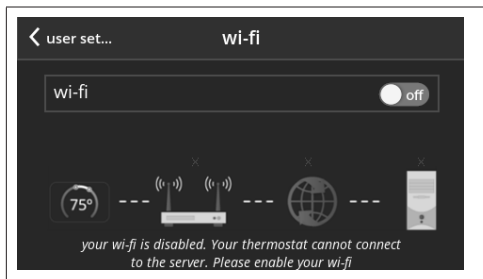 user set...
wi-fi
wi-fi
off
75°
your wi-fi is disabled. Your thermostat cannot connect
to the server. Please enable your wi-fi